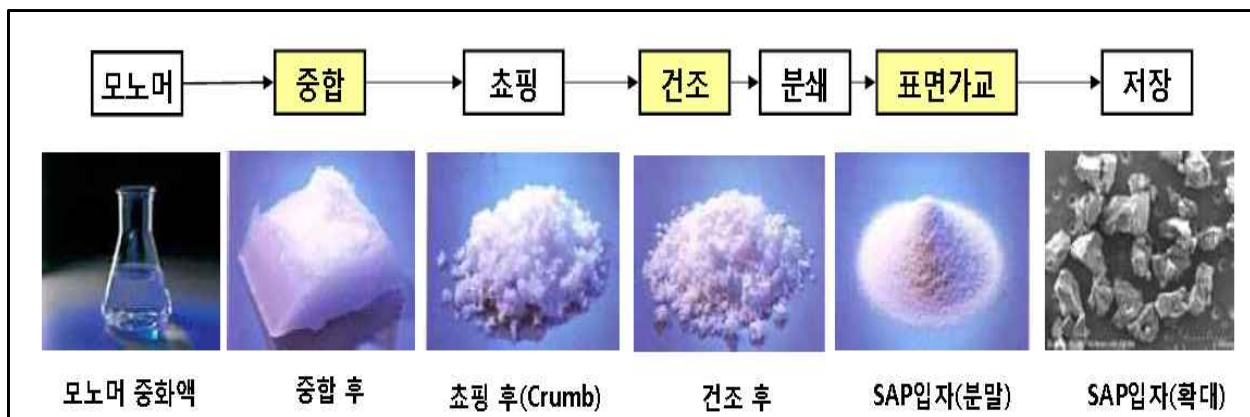 모노머 중합 쵸핑 건조 분쇄 표면가교 저장
모노머 중화액 중합 후 쵸핑 후(Crumb) 건조 후 SAP입자(분말) SAP입자(확대)